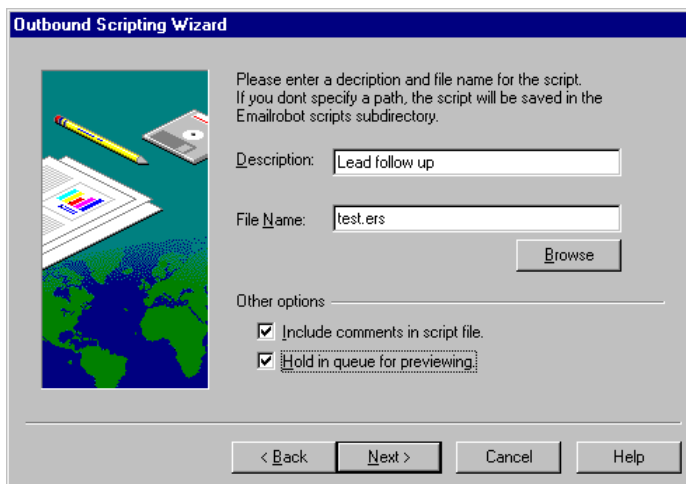 Outbound Scripting Wizard
Please enter a decription and file name for the script.
If you dont specify a path, the script will be saved in the
Emailrobot scripts subdirectory.
Description: Lead follow up
File Name: test.ers
Browse
Other options
Include comments in script file.
Hold in queue for previewing.
< Back Next > Cancel Help